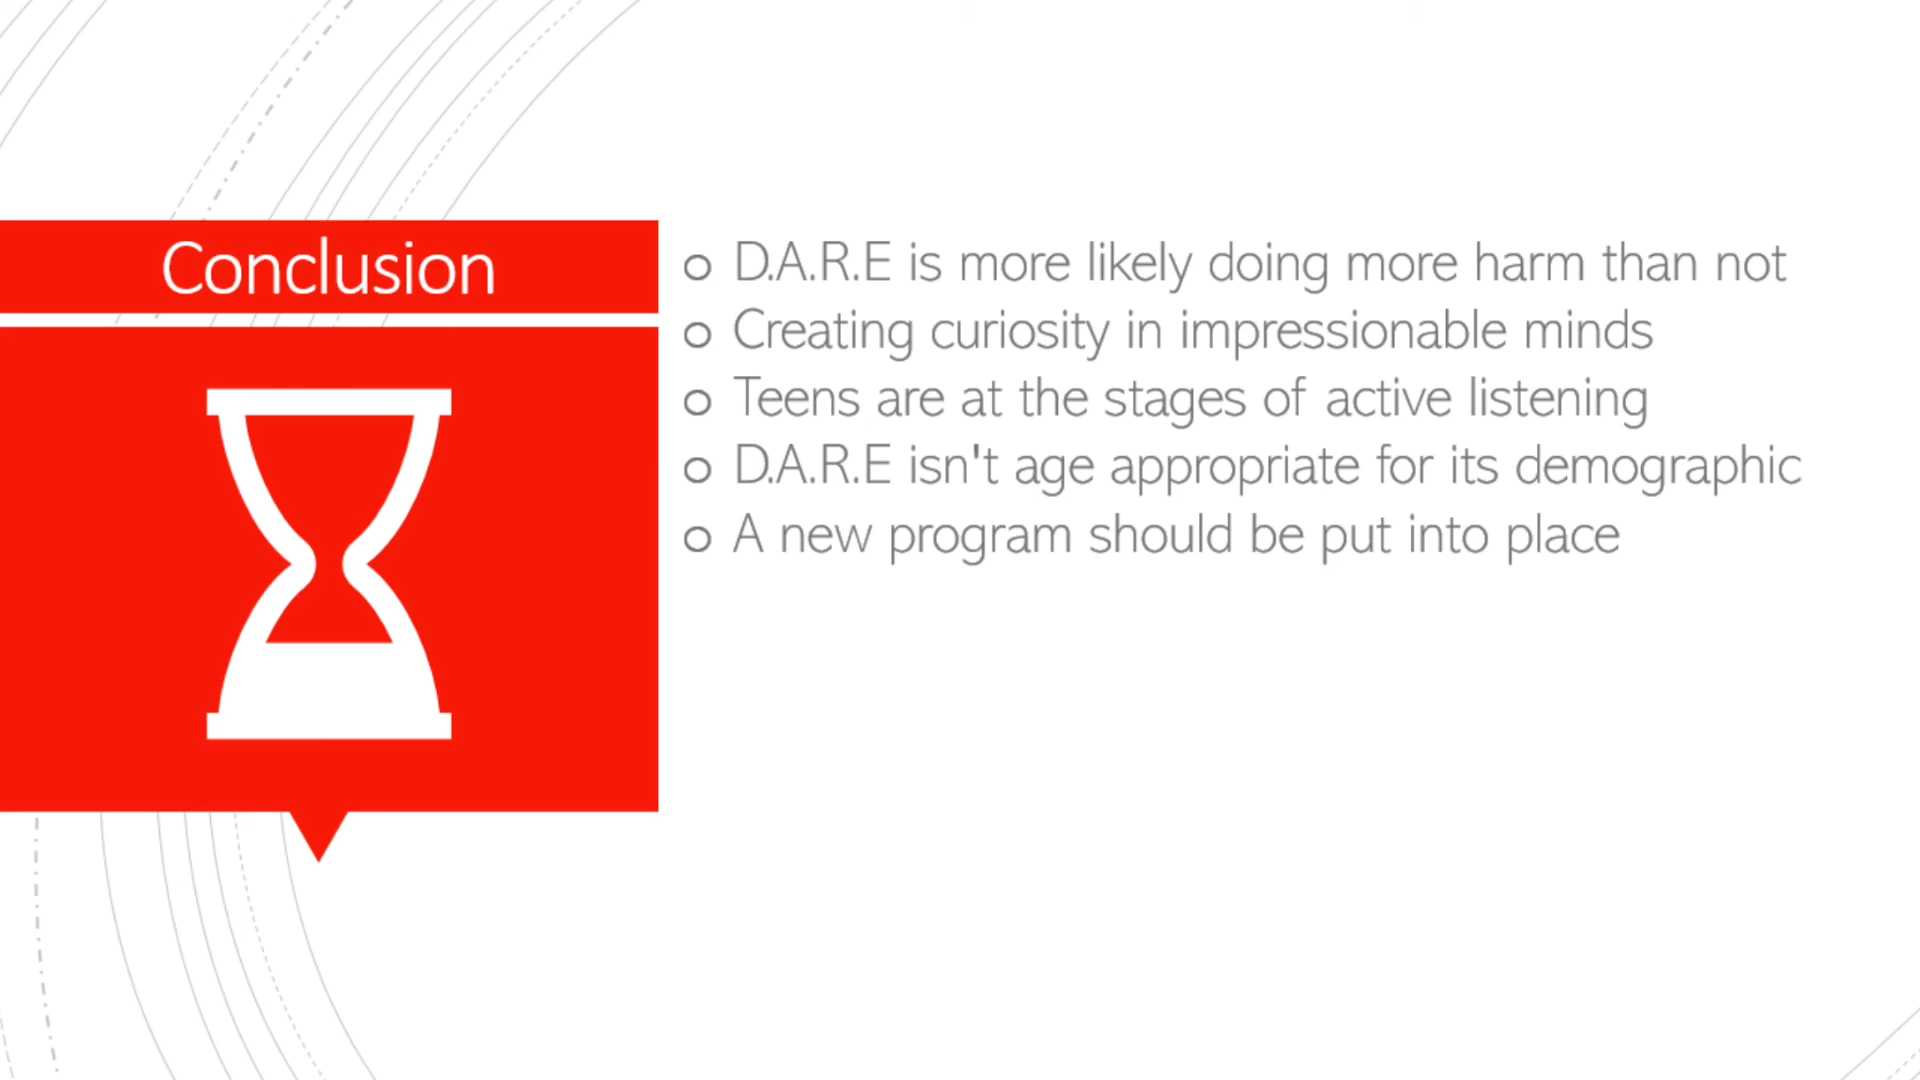 Conclusion
D.A.R.E is more likely doing more harm than not
Creating curiosity in impressionable minds
Teens are at the stages of active listening
D.A.R.E isn't age appropriate for its demographic
A new program should be put into place